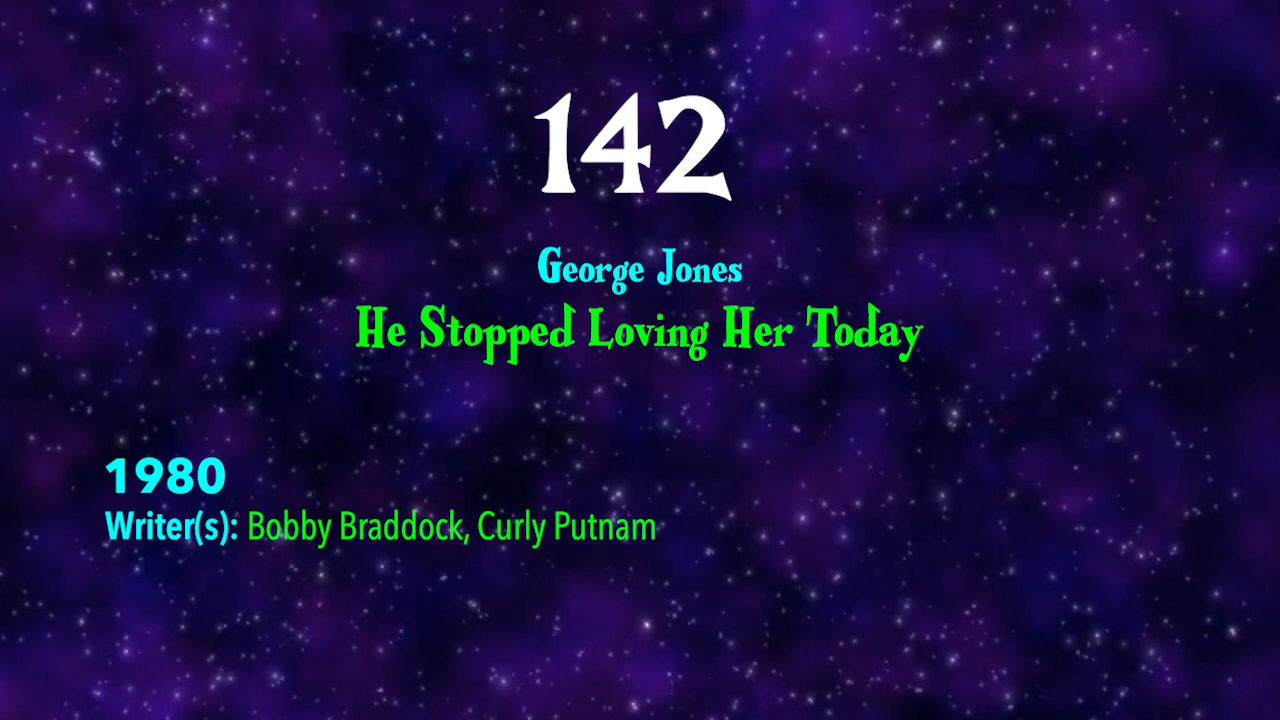 142
George Jones
He Stopped Loving Her Today
1980
Writer(s): Bobby Braddock, Curly Putnam